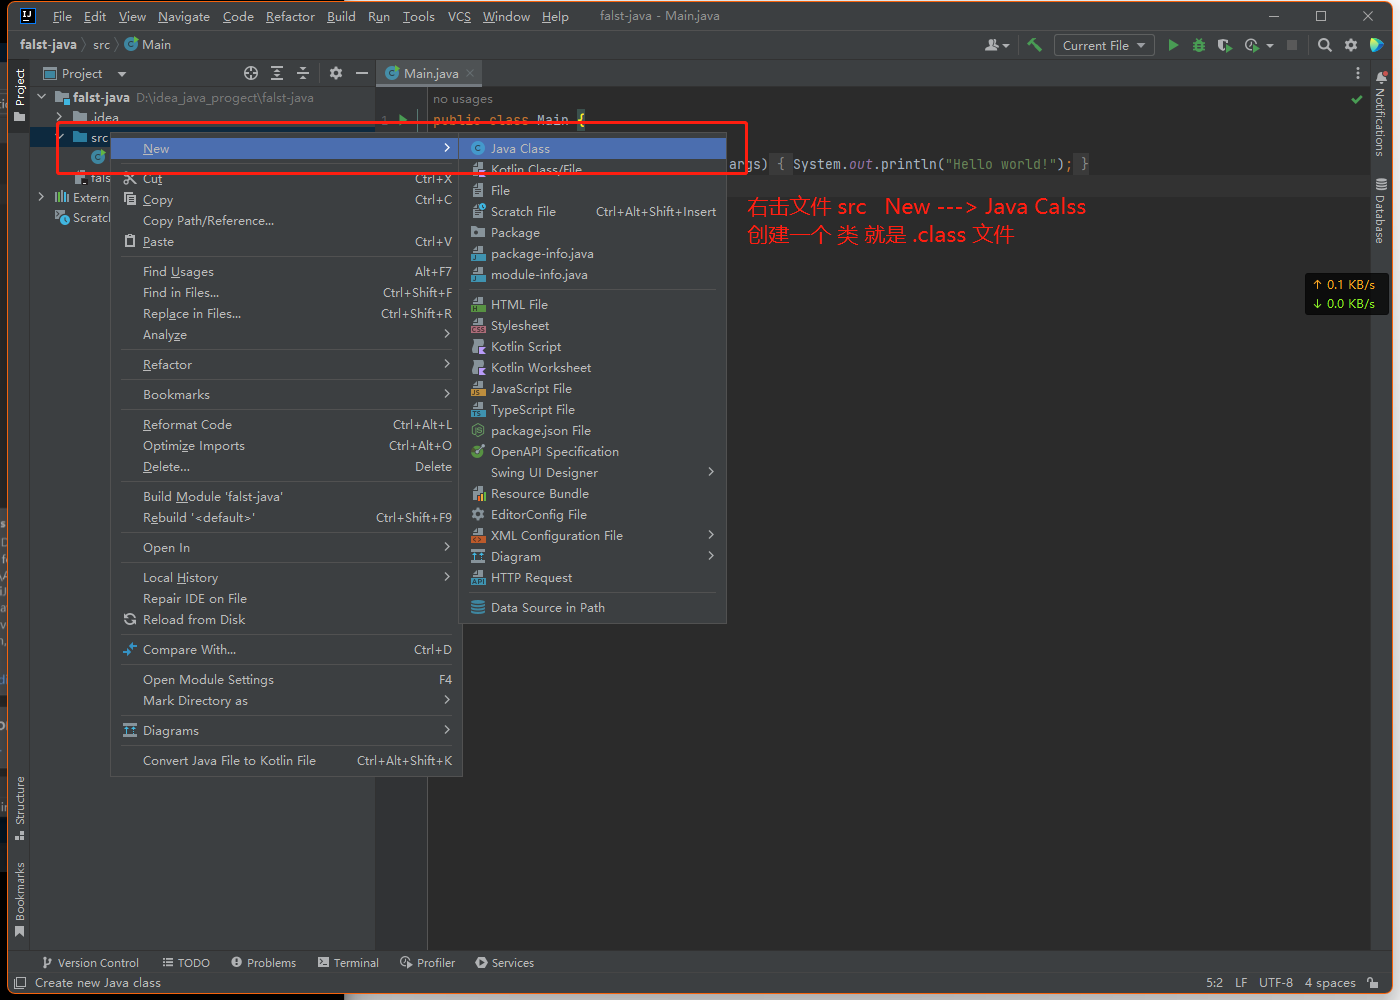 File Edit View Navigate Code Refactor Build Run Tools VCS Window Help falst-java - Main.java
falst-java src Main
Current File
Project
Main.java
falst-java D:\idea_java_progect\falst-java
no usages
.idea
1 public class Main {
src
New
Java Class
args) { System.out.println("Hello world!"); }
Kotlin Class/File
fals
Cut Ctrl+X
File
Extern
Copy Ctrl+C
Scratch File Ctrl+Alt+Shift+Insert
右击文件 src New ---> Java Calss
Scratc
Copy Path/Reference...
Package
创建一个 类 就是 .class 文件
Paste Ctrl+V
package-info.java
Find Usages Alt+F7
module-info.java
Find in Files... Ctrl+Shift+F
HTML File
Replace in Files... Ctrl+Shift+R
Stylesheet
Analyze
Kotlin Script
Refactor
Kotlin Worksheet
Bookmarks
JavaScript File
TypeScript File
Reformat Code Ctrl+Alt+L
package.json File
Optimize Imports Ctrl+Alt+O
OpenAPI Specification
Delete... Delete
Swing UI Designer
Build Module 'falst-java'
Resource Bundle
Rebuild '<default>' Ctrl+Shift+F9
EditorConfig File
Open In
XML Configuration File
Diagram
Local History
HTTP Request
Repair IDE on File
Data Source in Path
Reload from Disk
Compare With... Ctrl+D
Open Module Settings F4
Mark Directory as
Diagrams
Convert Java File to Kotlin File Ctrl+Alt+Shift+K
↑ 0.1 KB/s
↓ 0.0 KB/s
Project
Structure
Bookmarks
Notifications
Database
Version Control TODO Problems Terminal Profiler Services
Create new Java class 5:2 LF UTF-8 4 spaces